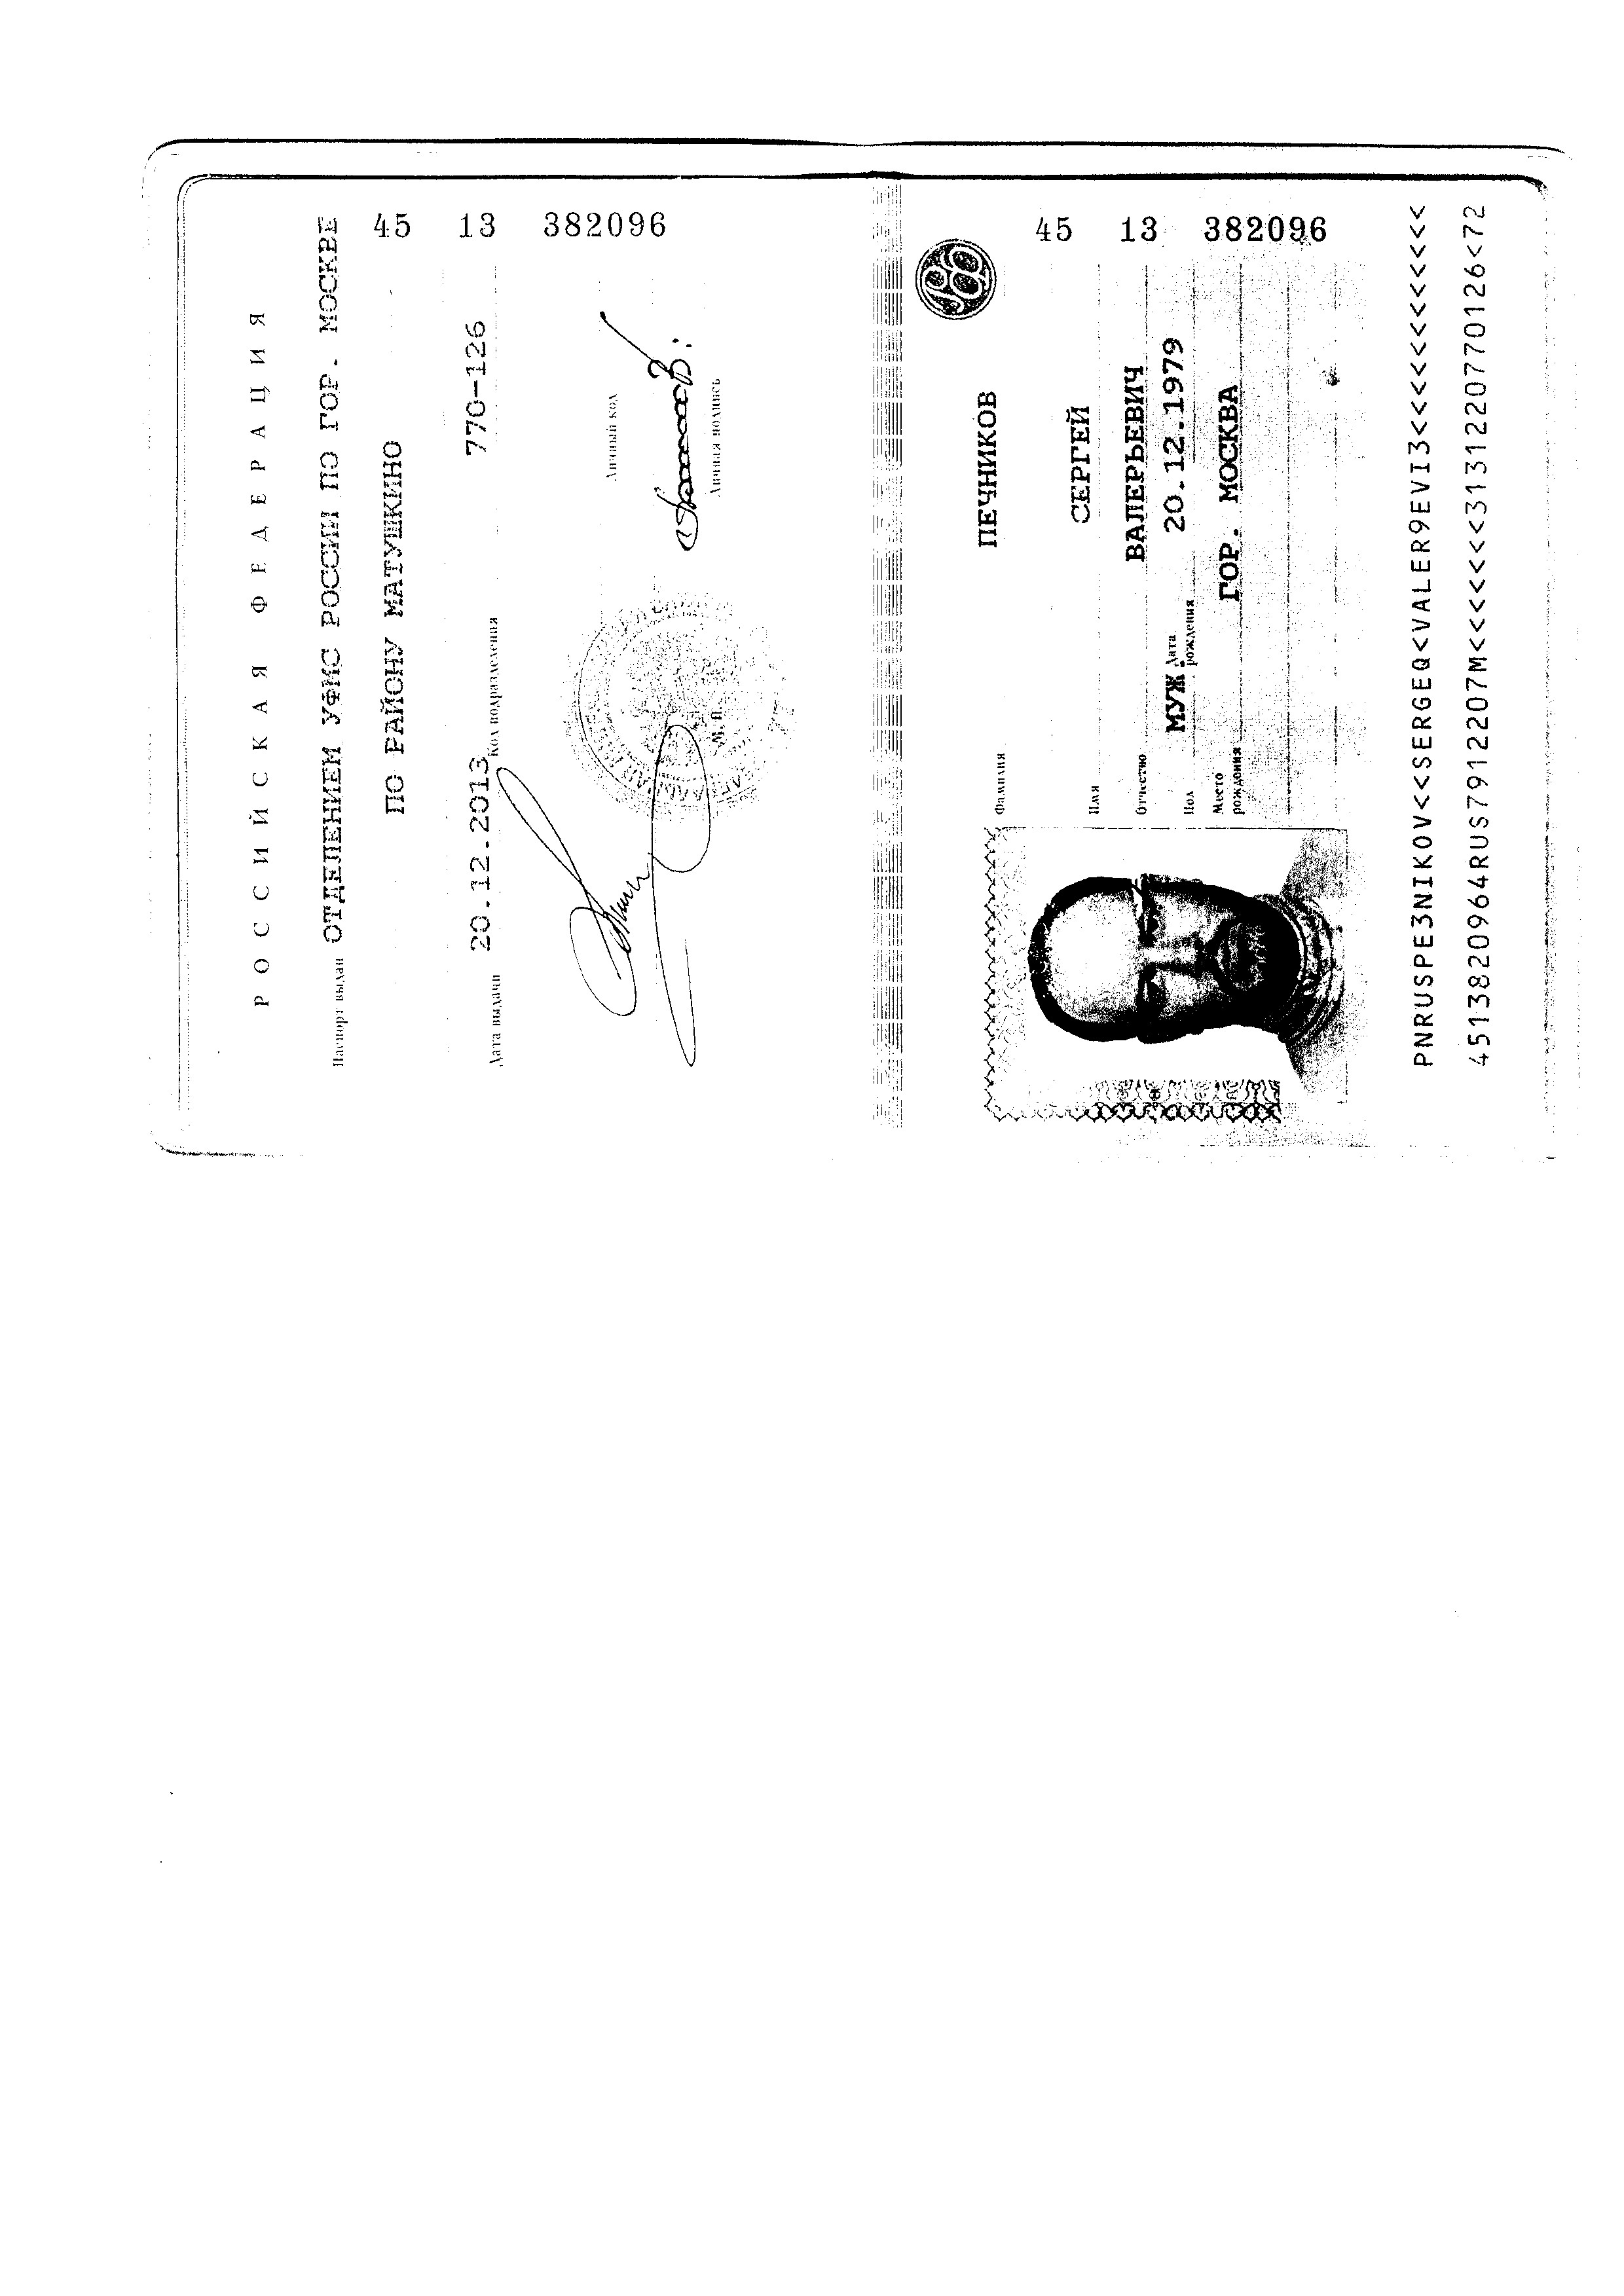 РОССИЙСКАЯ ФЕДЕРАЦИЯ
Паспорт выдан ОТДЕЛЕНИЕМ УФМС РОССИИ ПО ГОР. МОСКВЕ
ПО РАЙОНУ МАТУШКИНО
Дата выдачи 20.12.2013 Код подразделения 770-126
Личный код
Личная подпись
М.П.
45 13 382096
45 13 382096
Фамилия ПЕЧНИКОВ
Имя СЕРГЕЙ
Отчество ВАЛЕРЬЕВИЧ
Пол МУЖ. Дата рождения 20.12.1979
Место рождения ГОР. МОСКВА
PNRUSPE3NIKOV<<SERGEQ<VALER9EVI3<<<<<<<<<<<<
4513820964RUS7912207M<<<<<<<3131220770126<72